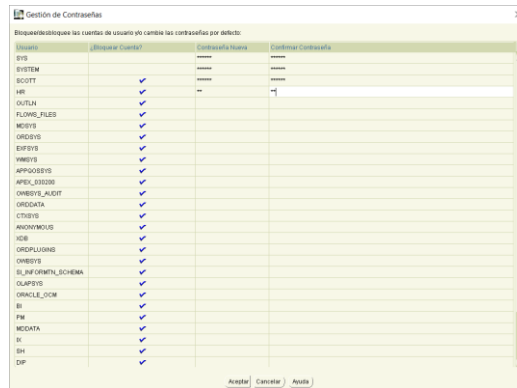 Gestión de Contraseñas
Bloquee/desbloquee las cuentas de usuario y/o cambie las contraseñas por defecto:
Usuario ¿Bloquear Cuenta? Contraseña Nueva Confirmar Contraseña
SYS ****** ******
SYSTEM ****** ******
SCOTT ✔ ****** ******
HR ✔ ** **
OUTLN ✔
FLOWS_FILES ✔
MDSYS ✔
ORDSYS ✔
EXFSYS ✔
WMSYS ✔
APPQOSSYS ✔
APEX_030200 ✔
OWBSYS_AUDIT ✔
ORDDATA ✔
CTXSYS ✔
ANONYMOUS ✔
XDB ✔
ORDPLUGINS ✔
OWBSYS ✔
SI_INFORMTN_SCHEMA ✔
OLAPSYS ✔
ORACLE_OCM ✔
BI ✔
PM ✔
MDDATA ✔
IX ✔
SH ✔
DIP ✔
Aceptar Cancelar Ayuda